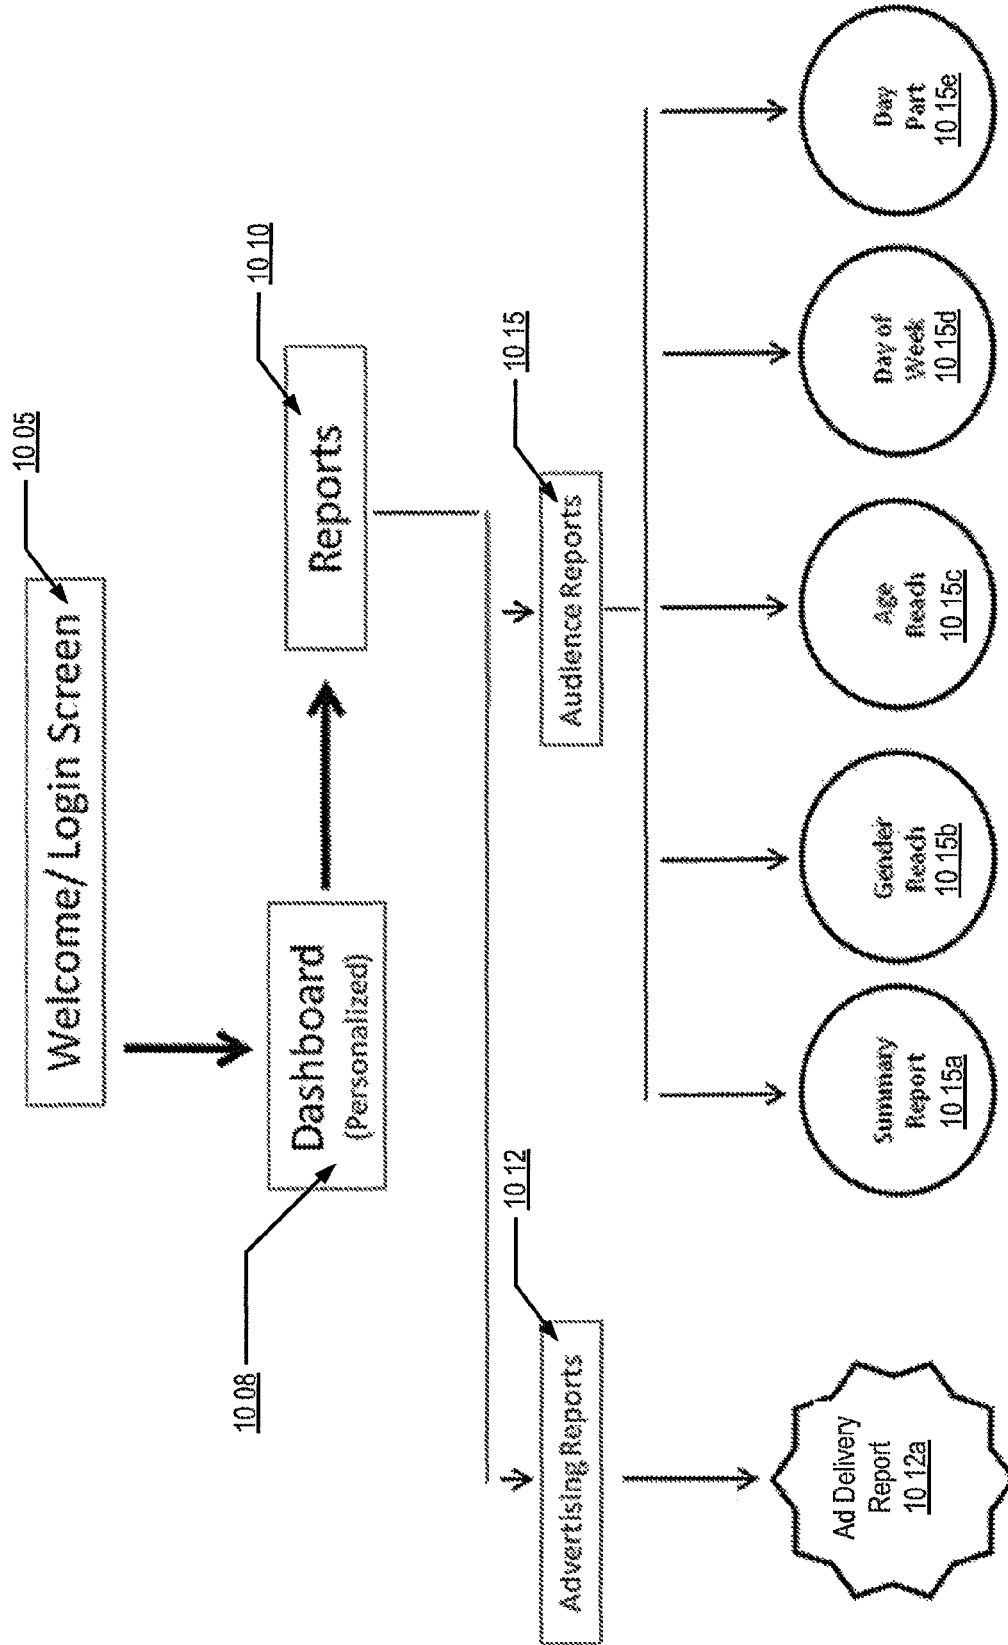 10 05
Welcome/ Login Screen
10 08
Dashboard
(Personalized)
10 10
Reports
10 12
Advertising Reports
10 15
Audience Reports
Ad Delivery
Report
10 12a
Summary
Report
10 15a
Gender
Reach
10 15b
Age
Reach
10 15c
Day of
Week
10 15d
Day
Part
10 15e